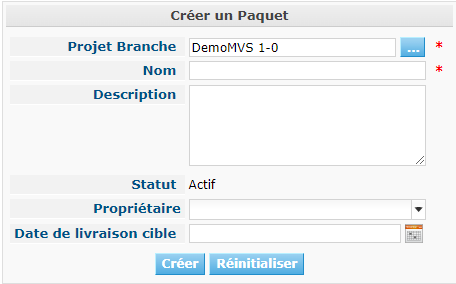 Créer un Paquet
Projet Branche DemoMVS 1-0 ... *
Nom *
Description
Statut Actif
Propriétaire
Date de livraison cible
Créer Réinitialiser